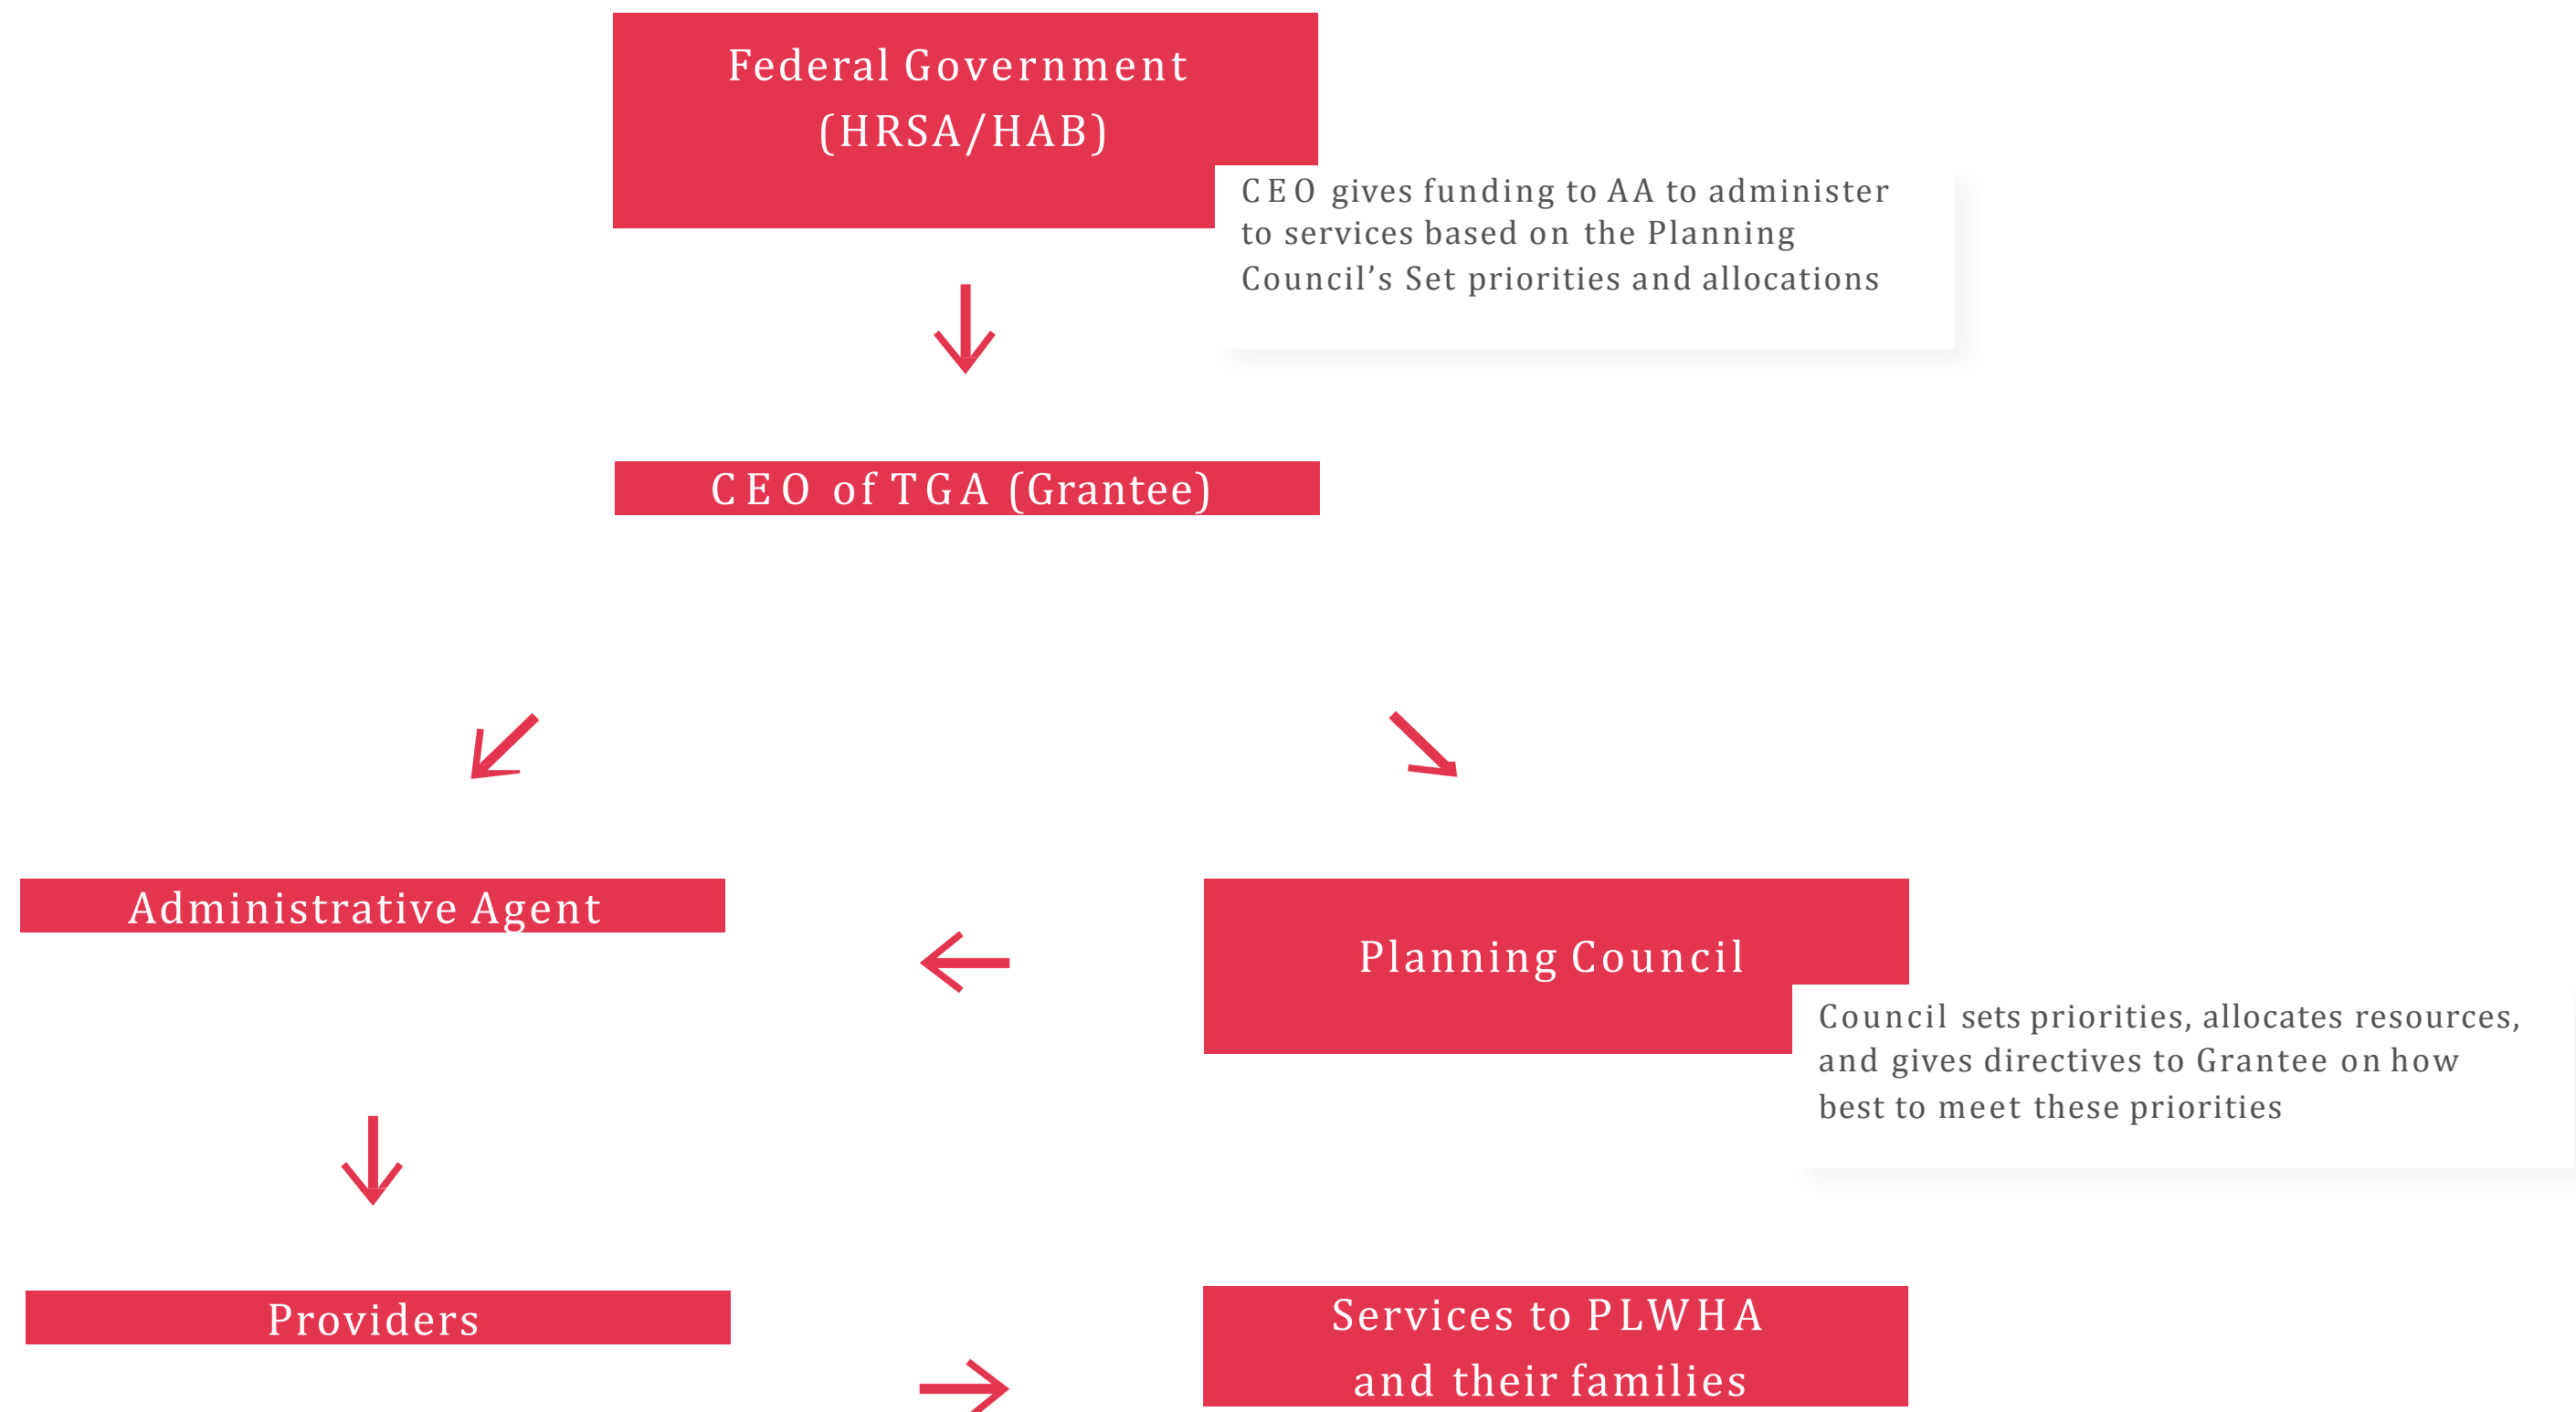 Federal Government
(HRSA/HAB)
CEO gives funding to AA to administer
to services based on the Planning
Council’s Set priorities and allocations
CEO of TGA (Grantee)
Administrative Agent
Planning Council
Council sets priorities, allocates resources,
and gives directives to Grantee on how
best to meet these priorities
Providers
Services to PLWHA
and their families